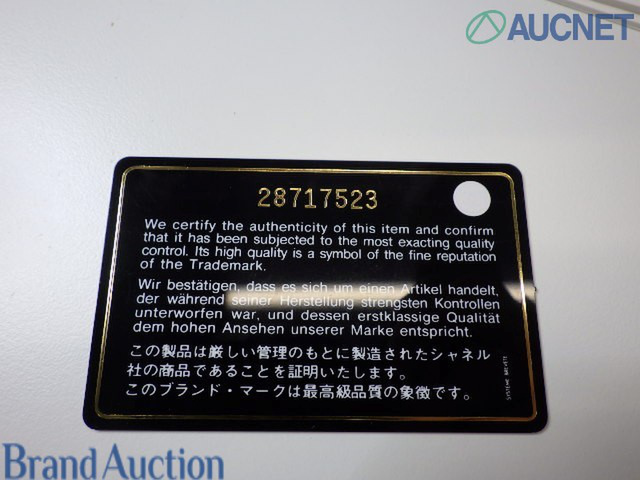 AUCNET
28717523
We certify the authenticity of this item and confirm
that it has been subjected to the most exacting quality
control. Its high quality is a symbol of the fine reputation
of the Trademark.
Wir bestätigen, dass es sich um einen Artikel handelt,
der während seiner Herstellung strengsten Kontrollen
unterworfen war, und dessen erstklassige Qualität
dem hohen Ansehen unserer Marke entspricht.
この製品は厳しい管理のもとに製造されたシャネル
社の商品であることを証明いたします。
このブランド・マークは最高級品質の象徴です。
SYSTEME BREVETE
Brand Auction